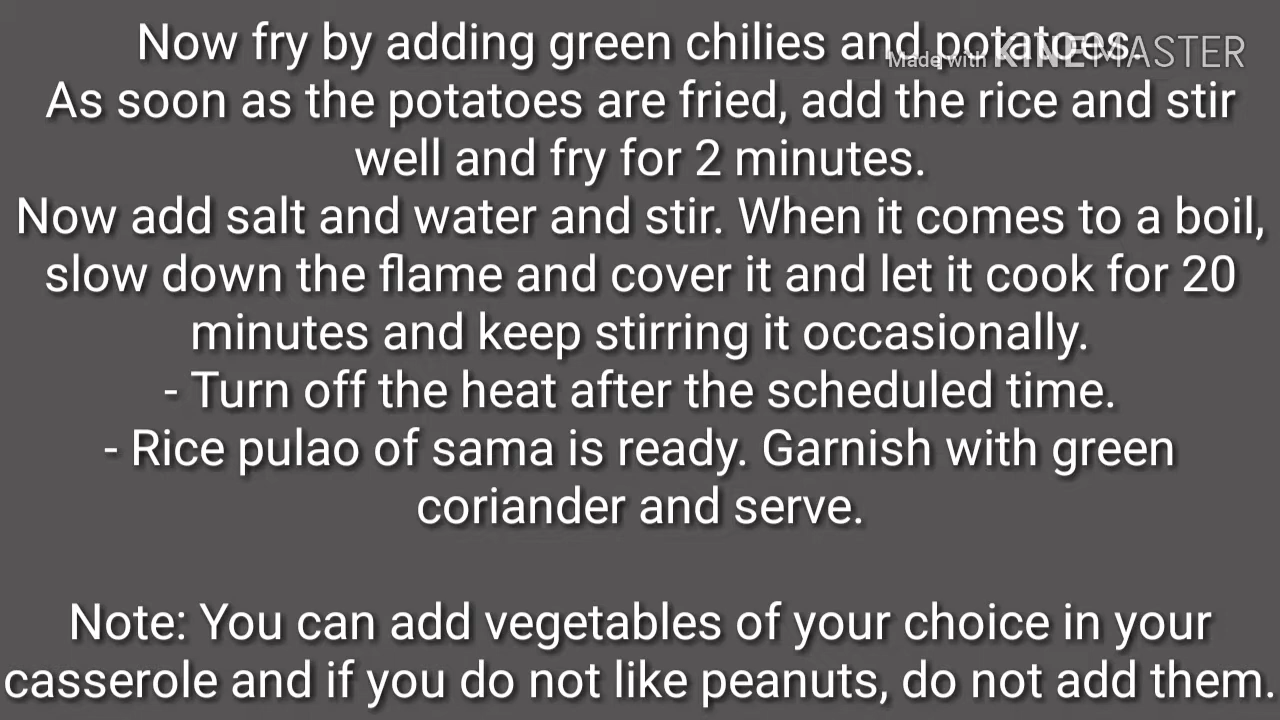 Now fry by adding green chilies and potatoes.
Made with KINEMASTER
As soon as the potatoes are fried, add the rice and stir
well and fry for 2 minutes.
Now add salt and water and stir. When it comes to a boil,
slow down the flame and cover it and let it cook for 20
minutes and keep stirring it occasionally.
- Turn off the heat after the scheduled time.
- Rice pulao of sama is ready. Garnish with green
coriander and serve.
Note: You can add vegetables of your choice in your
casserole and if you do not like peanuts, do not add them.